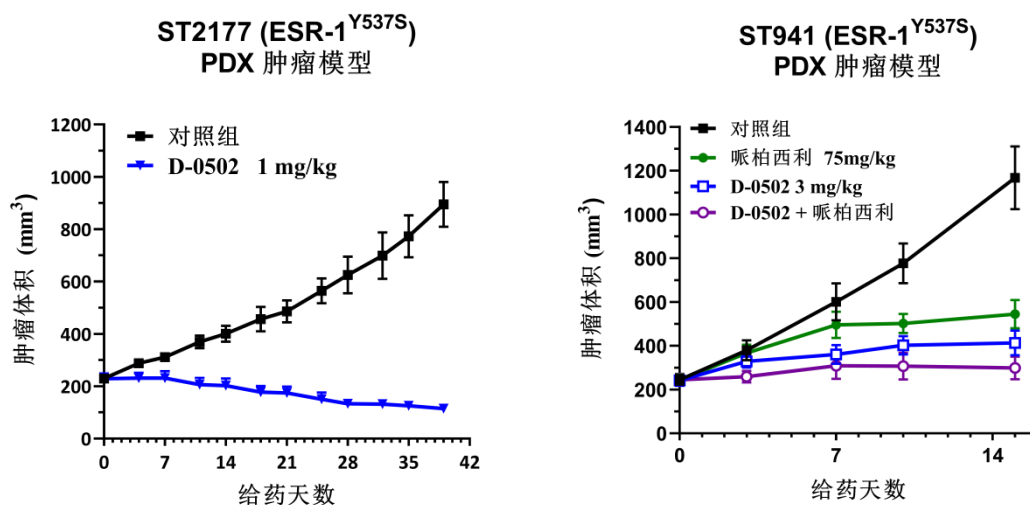 ST2177 (ESR-1Y537S)
PDX 肿瘤模型
对照组
D-0502 1 mg/kg
肿瘤体积 (mm3)
1200
1000
800
600
400
200
0
0 7 14 21 28 35 42
给药天数
ST941 (ESR-1Y537S)
PDX 肿瘤模型
对照组
哌柏西利 75mg/kg
D-0502 3 mg/kg
D-0502 + 哌柏西利
肿瘤体积 (mm3)
1400
1200
1000
800
600
400
200
0
0 7 14
给药天数